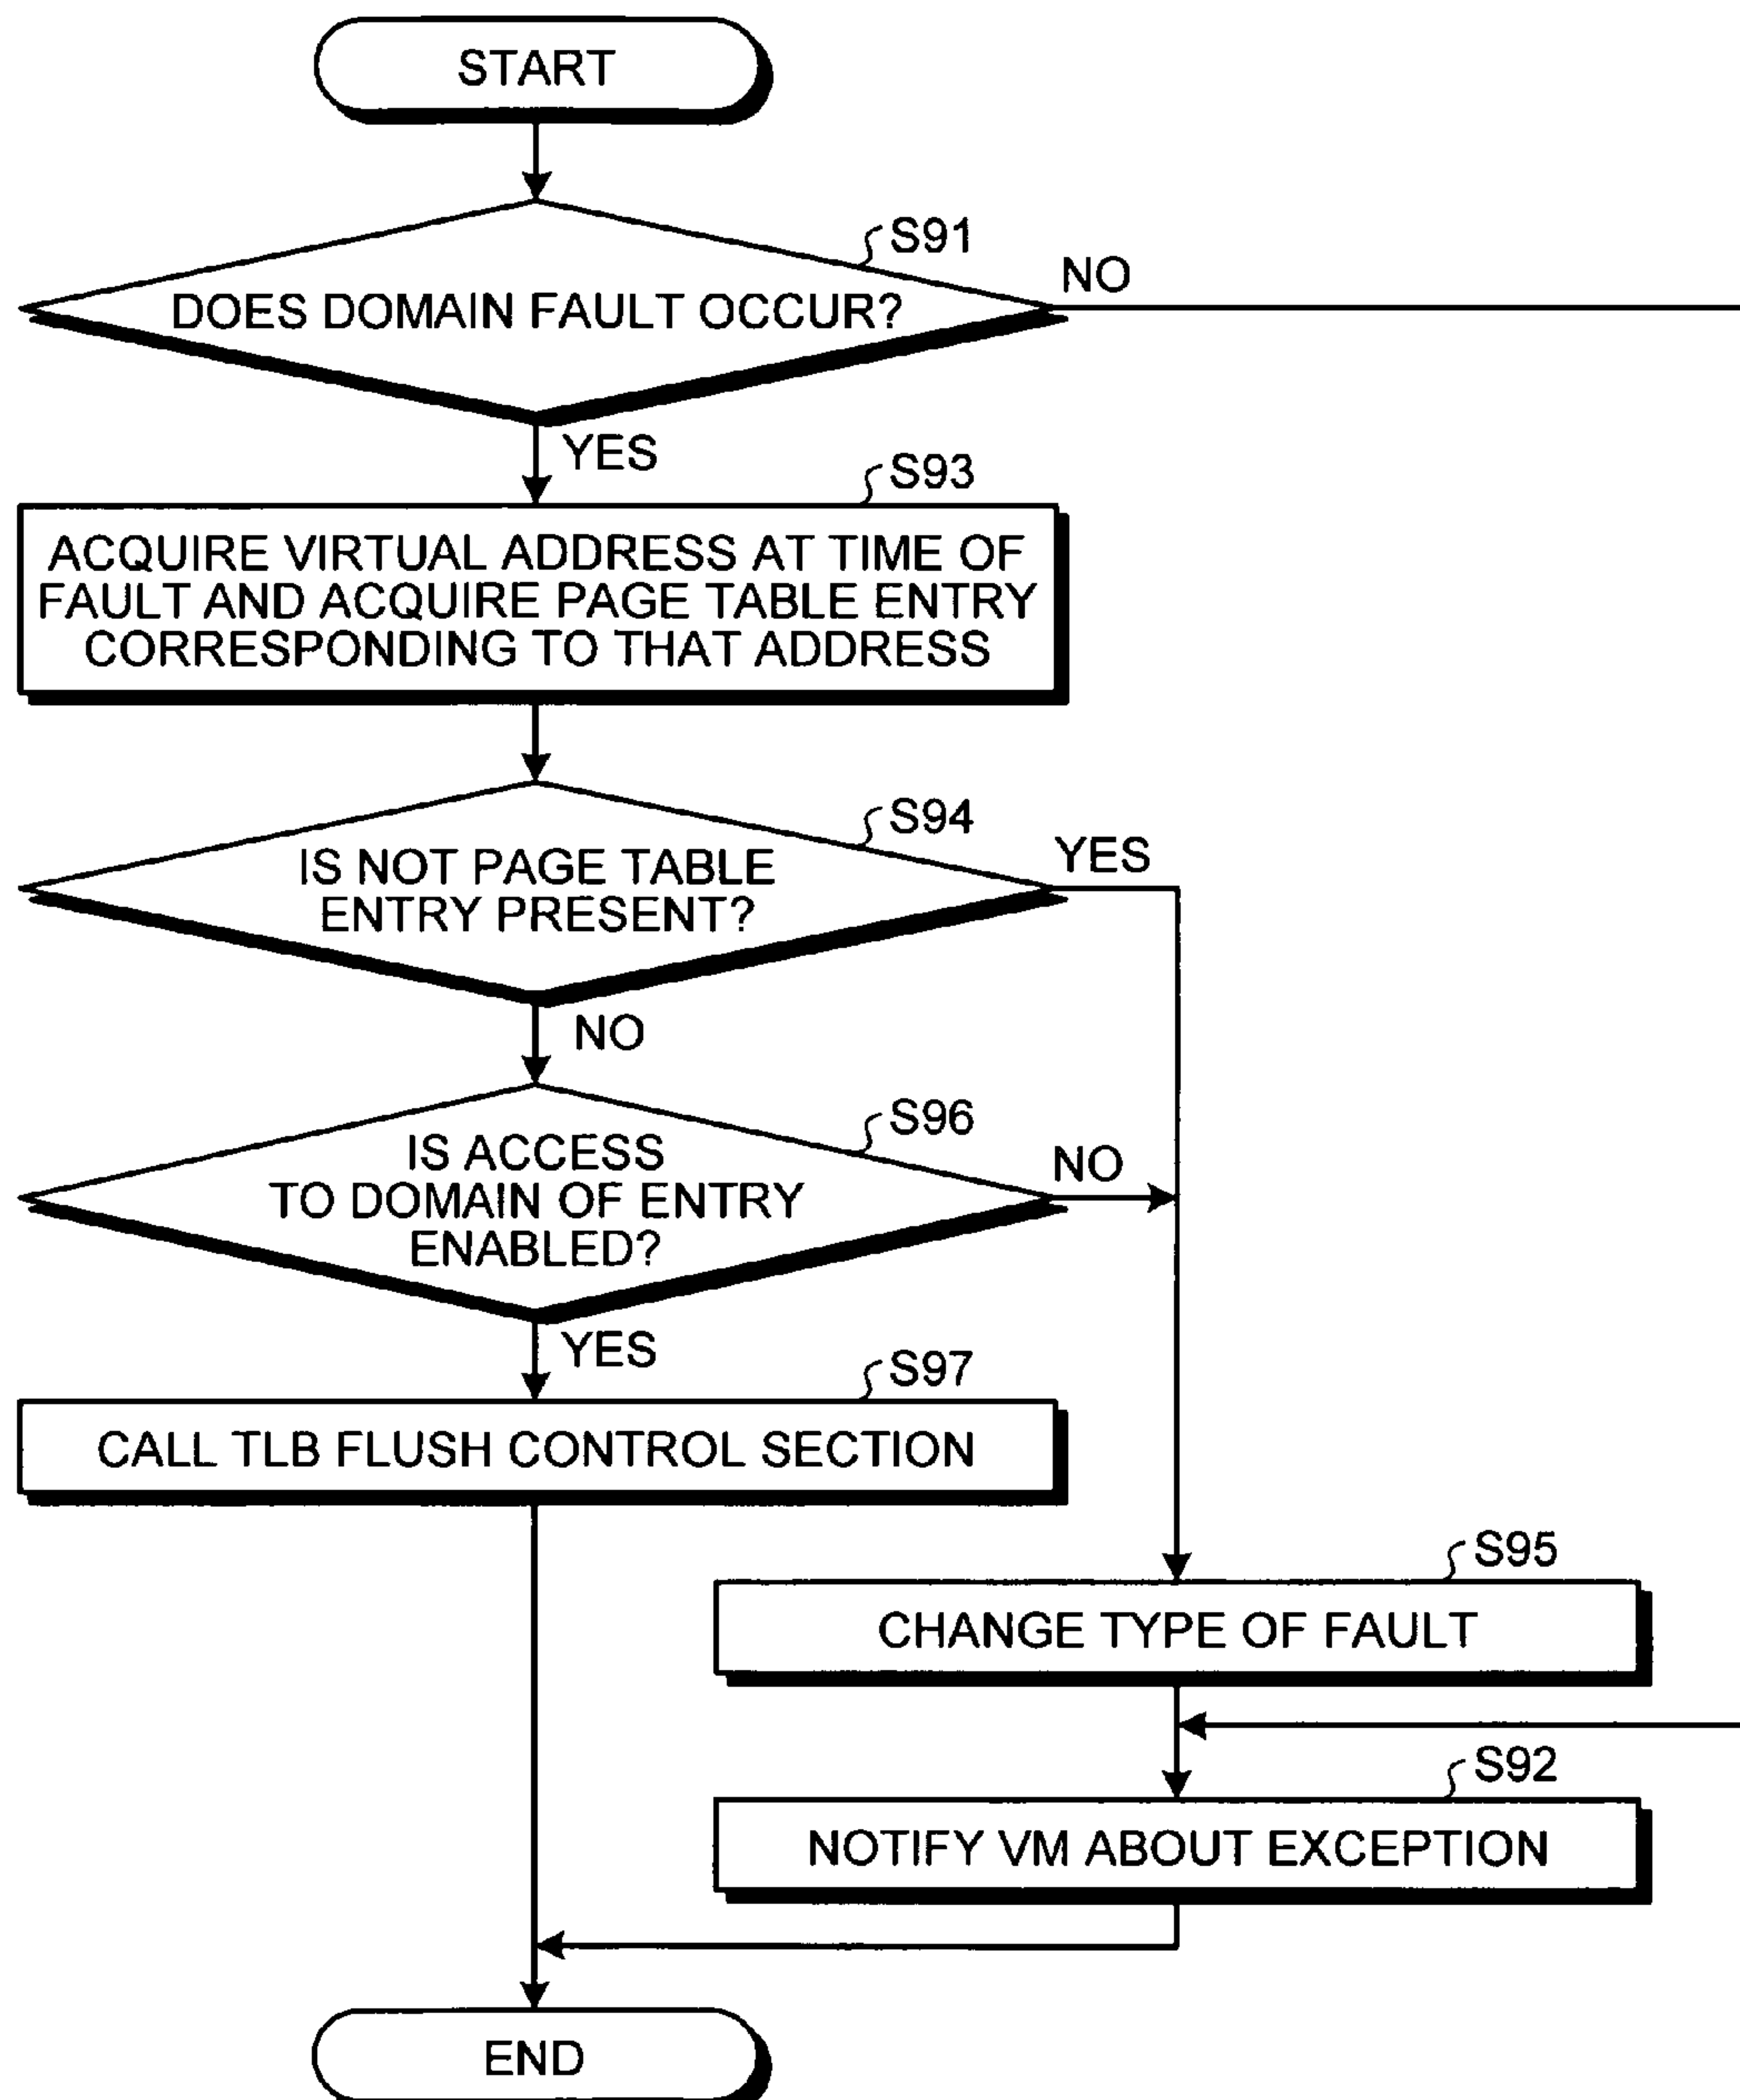 START
S91
DOES DOMAIN FAULT OCCUR?
NO
YES
S93
ACQUIRE VIRTUAL ADDRESS AT TIME OF
FAULT AND ACQUIRE PAGE TABLE ENTRY
CORRESPONDING TO THAT ADDRESS
S94
IS NOT PAGE TABLE
ENTRY PRESENT?
YES
NO
S96
IS ACCESS
TO DOMAIN OF ENTRY
ENABLED?
NO
YES
S97
CALL TLB FLUSH CONTROL SECTION
S95
CHANGE TYPE OF FAULT
S92
NOTIFY VM ABOUT EXCEPTION
END